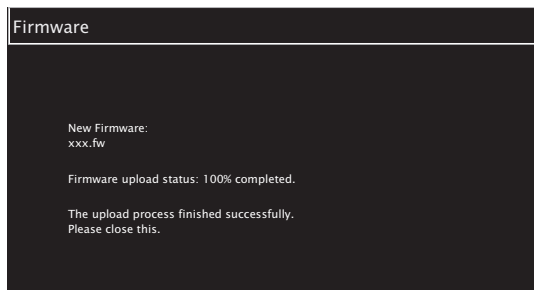 Firmware
New Firmware:
xxx.fw
Firmware upload status: 100% completed.
The upload process finished successfully.
Please close this.